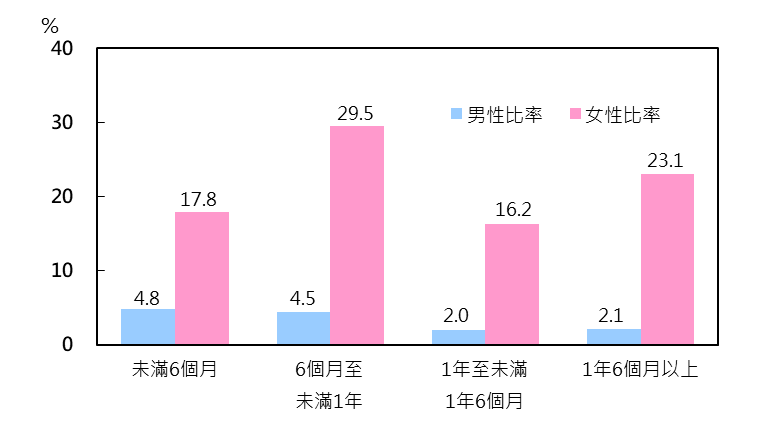 %
40
30
20
10
0
男性比率
女性比率
4.8
17.8
4.5
29.5
2.0
16.2
2.1
23.1
未滿6個月
6個月至
未滿1年
1年至未滿
1年6個月
1年6個月以上